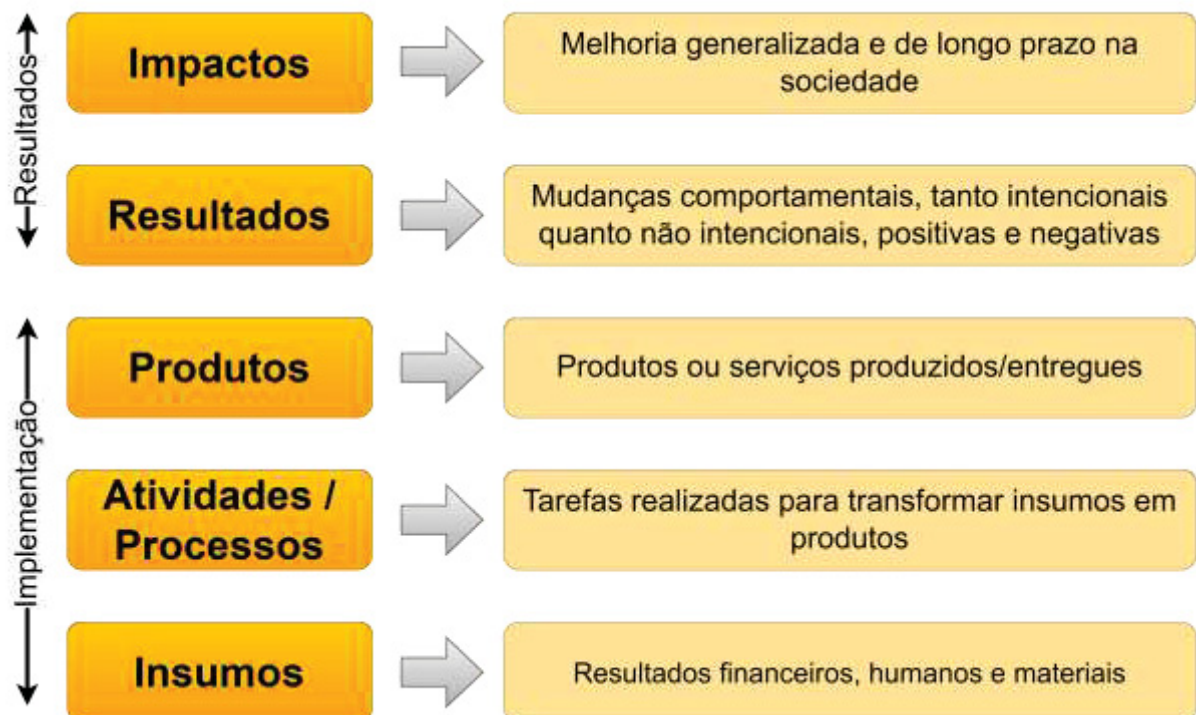 Resultados
Impactos
Melhoria generalizada e de longo prazo na
sociedade
Resultados
Mudanças comportamentais, tanto intencionais
quanto não intencionais, positivas e negativas
Implementação
Produtos
Produtos ou serviços produzidos/entregues
Atividades /
Processos
Tarefas realizadas para transformar insumos em
produtos
Insumos
Resultados financeiros, humanos e materiais